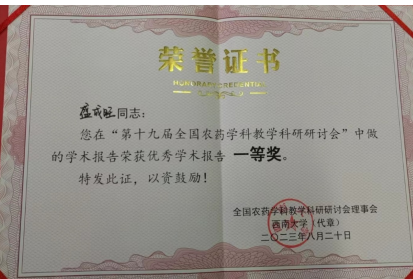 荣誉证书
HONORARY CREDENTIAL
盛成旺同志：
您在“第十九届全国农药学科教学科研研讨会”中做
的学术报告荣获优秀学术报告 一等奖。
特发此证，以资鼓励！
全国农药学科教学科研研讨会理事会
西南大学（代章）
二〇二三年八月二十日